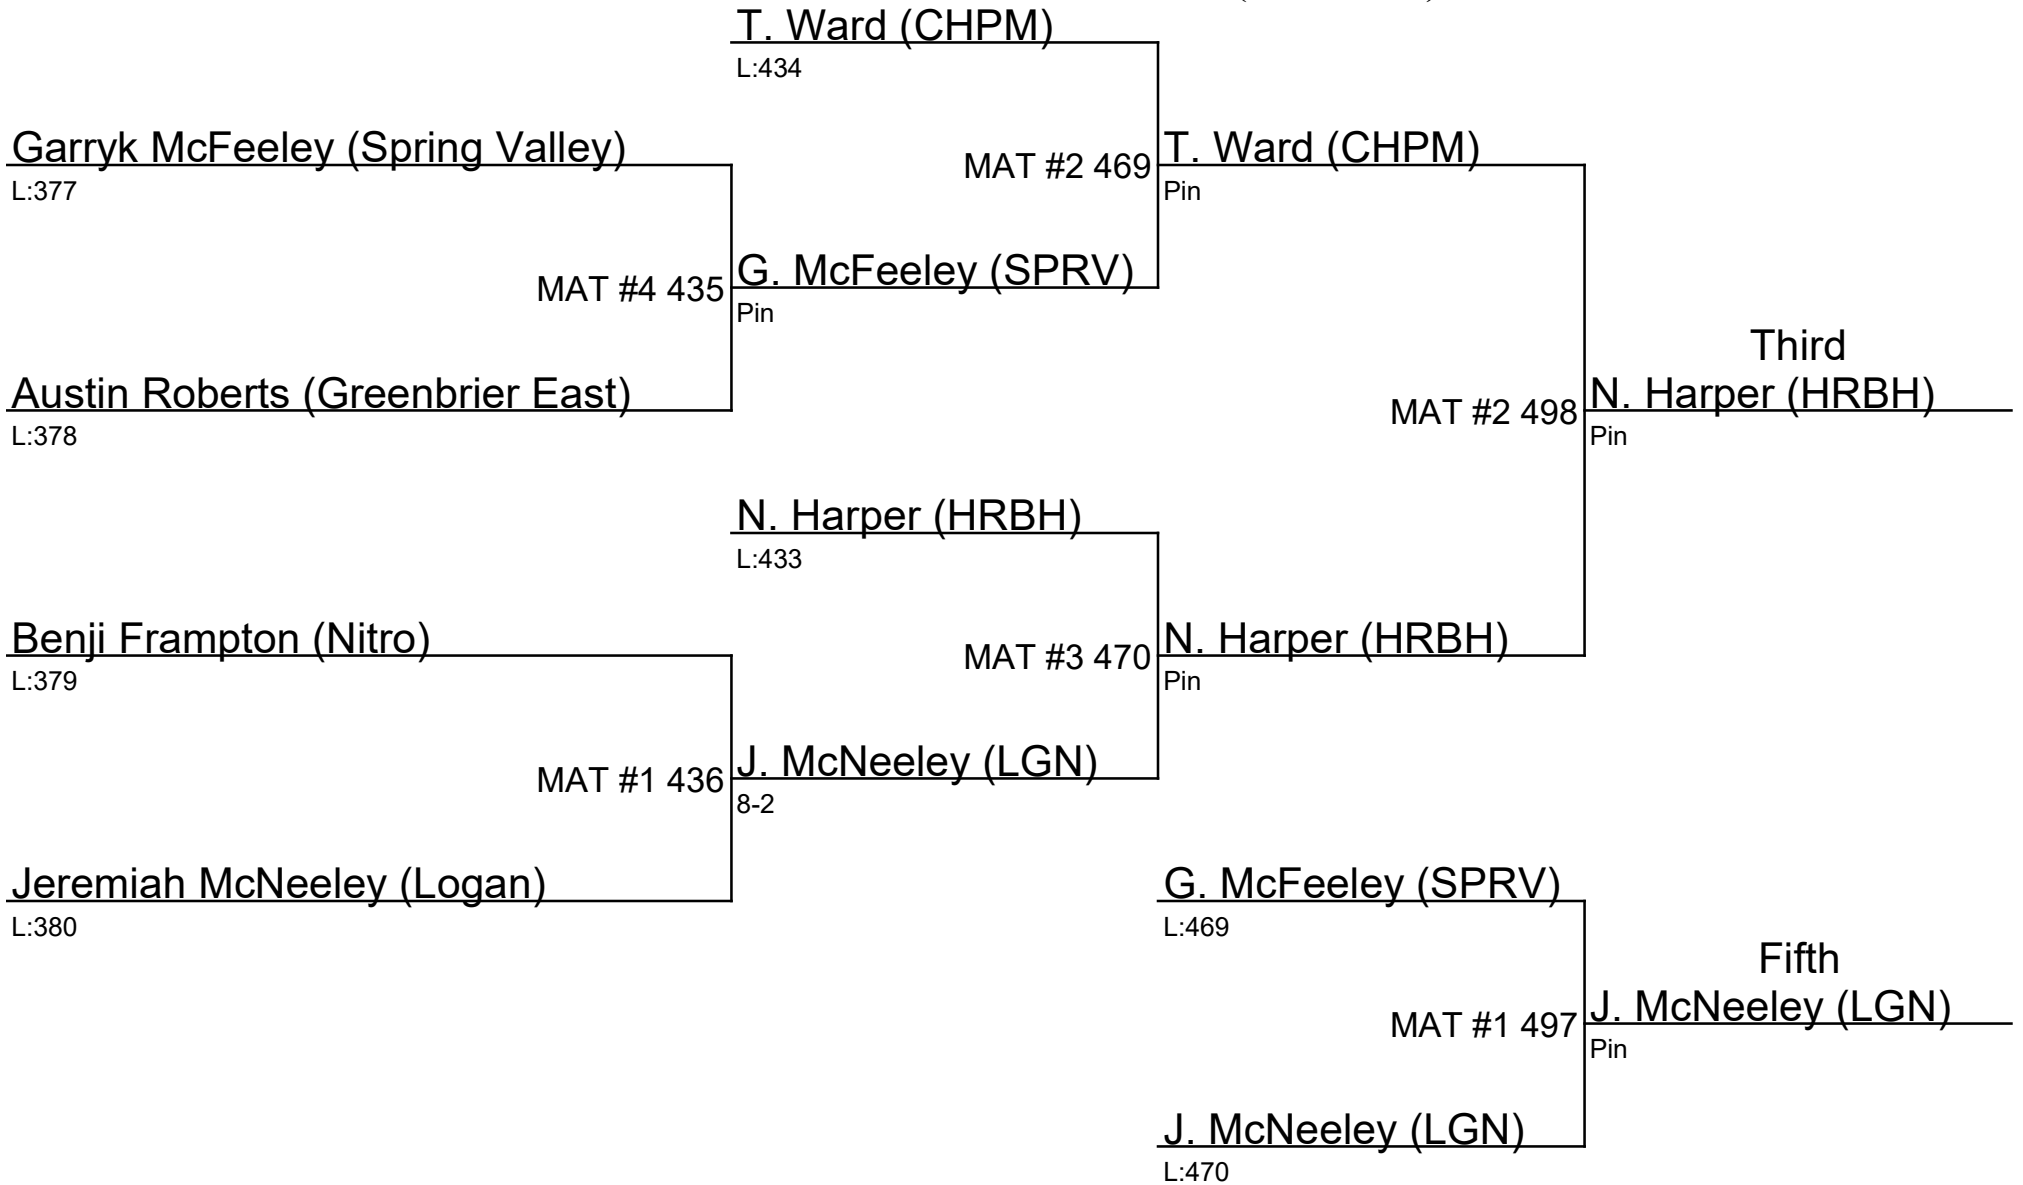 T. Ward (CHPM)
L:434
Garryk McFeeley (Spring Valley)
L:377
MAT #2 469
T. Ward (CHPM)
Pin
MAT #4 435
G. McFeeley (SPRV)
Pin
Third
Austin Roberts (Greenbrier East)
L:378
MAT #2 498
N. Harper (HRBH)
Pin
N. Harper (HRBH)
L:433
Benji Frampton (Nitro)
L:379
MAT #3 470
N. Harper (HRBH)
Pin
MAT #1 436
J. McNeeley (LGN)
8-2
Jeremiah McNeeley (Logan)
L:380
G. McFeeley (SPRV)
L:469
Fifth
MAT #1 497
J. McNeeley (LGN)
Pin
J. McNeeley (LGN)
L:470